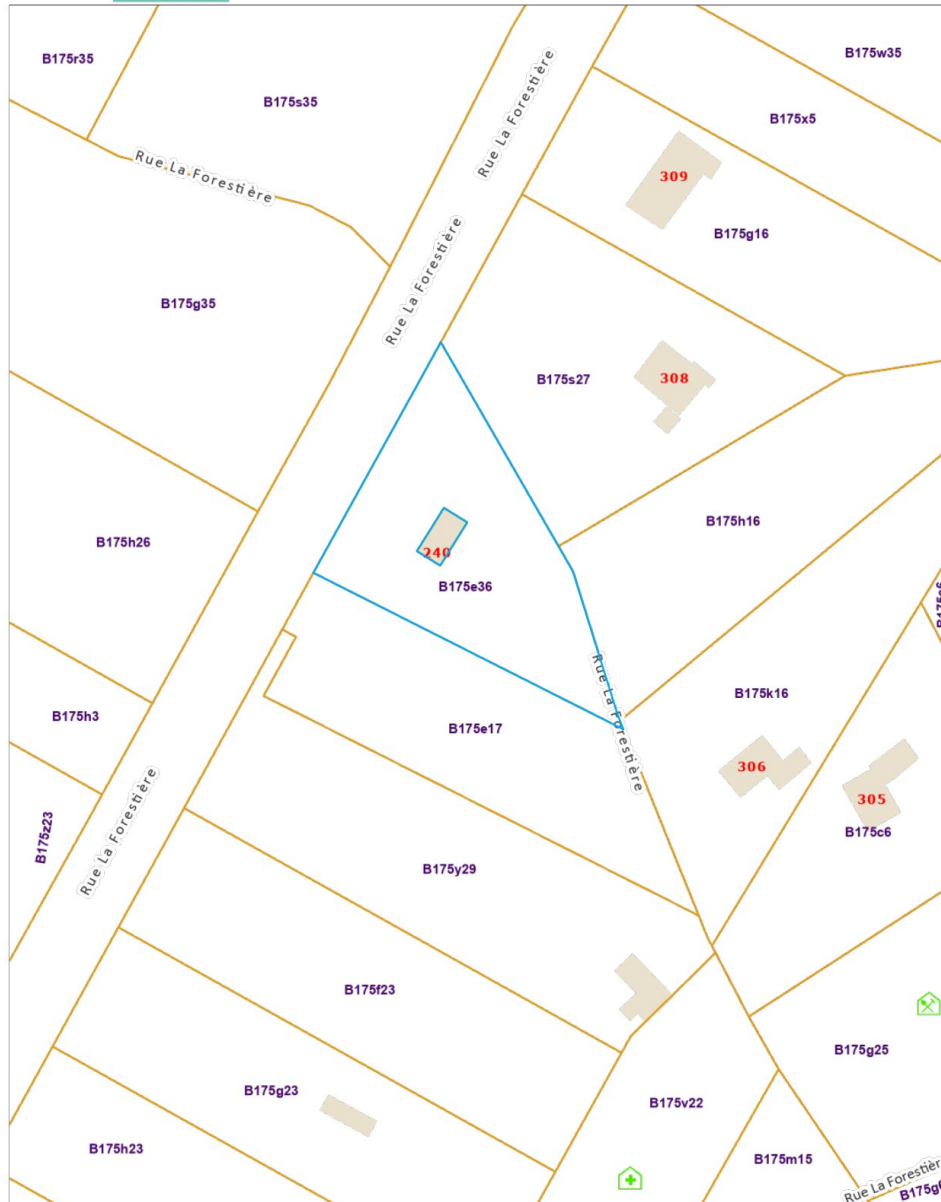 B175r35
B175s35
Rue La Forestière
B175w35
B175x5
309
B175g16
Rue La Forestière
Rue La Forestière
B175g35
B175s27
308
B175h26
240
B175e36
B175h16
Rue La Forestière
B175k16
B175h3
B175e17
306
305
B175c6
B175z23
Rue La Forestière
B175y29
B175f23
B175g25
B175g23
B175v22
B175h23
B175m15
Rue La Forestière